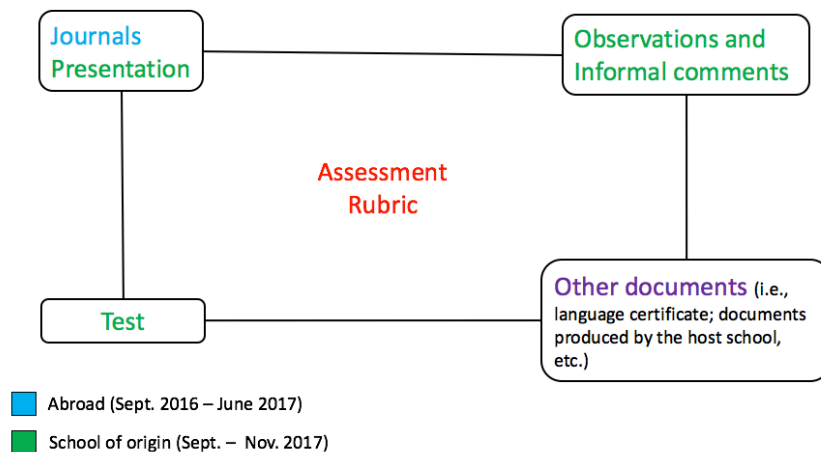 Journals
Presentation
Observations and
Informal comments
Assessment
Rubric
Test
Other documents (i.e.,
language certificate; documents
produced by the host school,
etc.)
Abroad (Sept. 2016 – June 2017)
School of origin (Sept. – Nov. 2017)